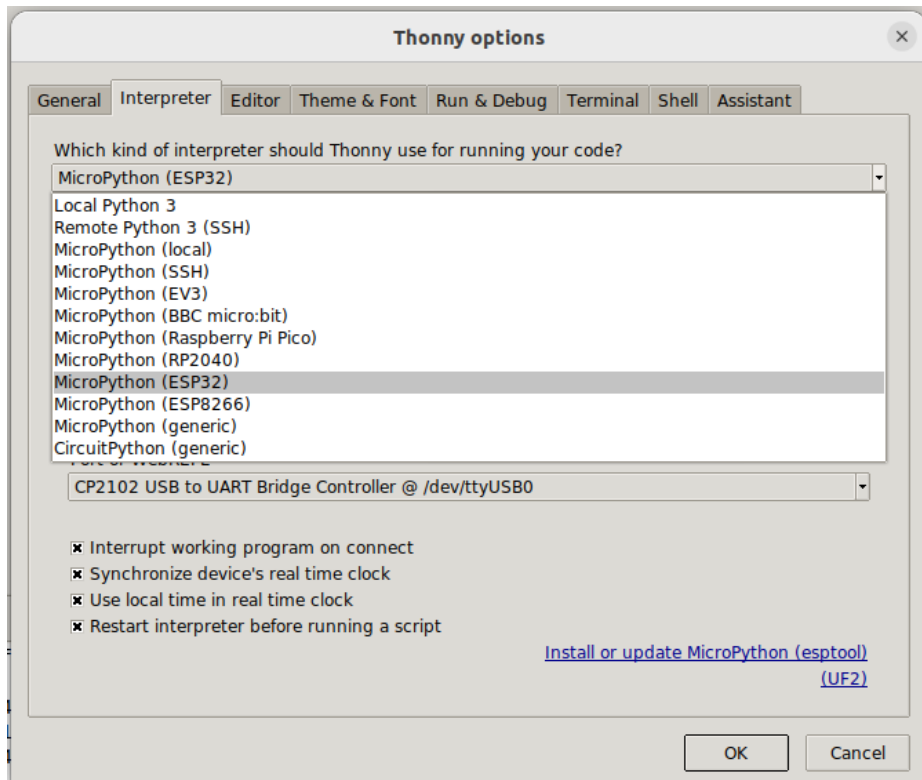 Thonny options
General Interpreter Editor Theme & Font Run & Debug Terminal Shell Assistant
Which kind of interpreter should Thonny use for running your code?
MicroPython (ESP32)
Local Python 3
Remote Python 3 (SSH)
MicroPython (local)
MicroPython (SSH)
MicroPython (EV3)
MicroPython (BBC micro:bit)
MicroPython (Raspberry Pi Pico)
MicroPython (RP2040)
MicroPython (ESP32)
MicroPython (ESP8266)
MicroPython (generic)
CircuitPython (generic)
CP2102 USB to UART Bridge Controller @ /dev/ttyUSB0
Interrupt working program on connect
Synchronize device's real time clock
Use local time in real time clock
Restart interpreter before running a script
Install or update MicroPython (esptool)
(UF2)
OK Cancel